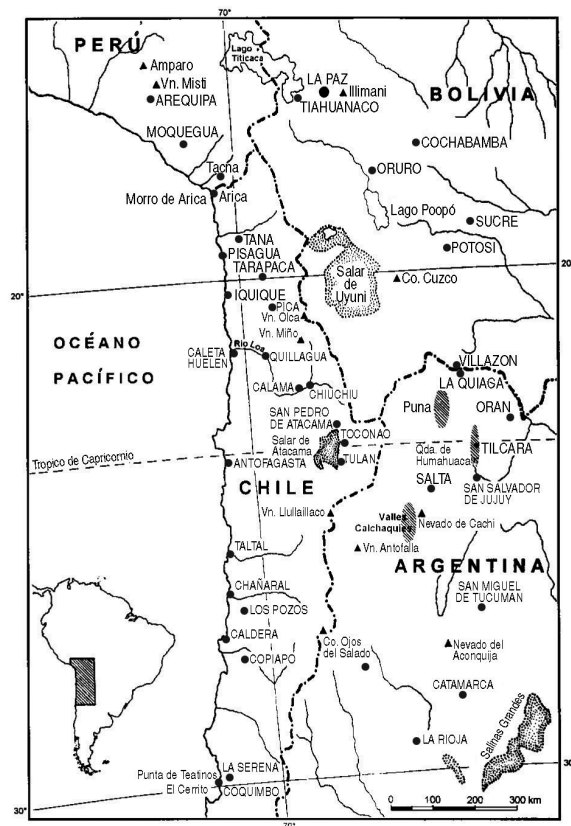 70°
PERÚ
Lago
Titicaca
Amparo
Vn. Misti
AREQUIPA
LA PAZ
Illimani
TIAHUANACO
BOLIVIA
MOQUEGUA
COCHABAMBA
ORURO
Tacna
Morro de Arica
Arica
Lago Poopó
SUCRE
TANA
PISAGUA
TARAPACA
POTOSI
Salar
de
Uyuni
Co. Cuzco
20°
20
IQUIQUE
PICA
Vn. Olca
Vn. Miño
OCÉANO
PACÍFICO
Rio Loa
CALETA
HUELEN
QUILLAGUA
VILLAZON
LA QUIAGA
CALAMA
CHIUCHIU
Puna
ORAN
SAN PEDRO
DE ATACAMA
TOCONAO
Salar de
Atacama
TULAN
Qda. de
Humahuaca
TILCARA
Tropico de Capricornio
ANTOFAGASTA
CHILE
SALTA
SAN SALVADOR
DE JUJUY
Vn. Llullaillaco
Valles
Calchaquíes
Nevado de Cachi
Vn. Antofalla
TALTAL
ARGENTINA
CHAÑARAL
SAN MIGUEL
DE TUCUMAN
LOS POZOS
CALDERA
Co. Ojos
del Salado
COPIAPO
Nevado del
Aconquija
CATAMARCA
LA RIOJA
Salinas Grandes
LA SERENA
Punta de Teatinos
El Cerrito
COQUIMBO
30
30°
0 100 200 300 km
70°